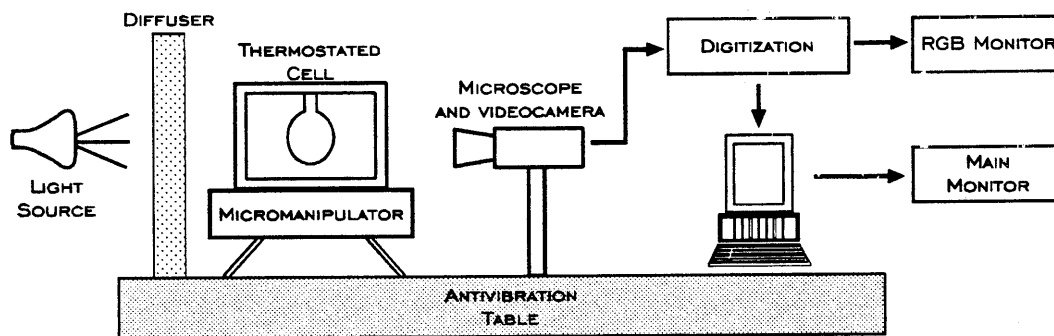 DIFFUSER
THERMOSTATED
CELL
MICROSCOPE
AND VIDEOCAMERA
DIGITIZATION
RGB MONITOR
LIGHT
SOURCE
MICROMANIPULATOR
MAIN
MONITOR
ANTIVIBRATION
TABLE